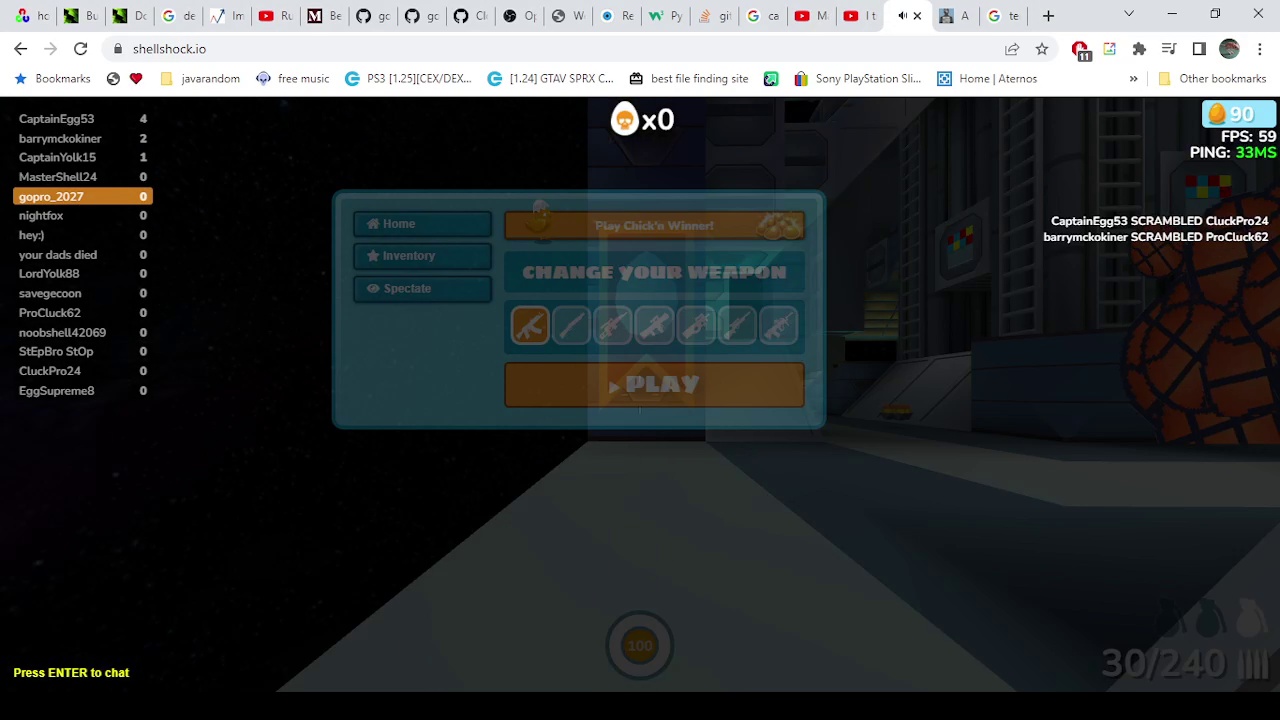 hc
Bu
Dc
de
Im
Ru
Be
gc
gc
Cl
Op
W
Re
Py
git
ca
M
I t
A
te
shellshock.io
11
Bookmarks
javarandom
free music
PS3 [1.25][CEX/DEX...
[1.24] GTAV SPRX C...
best file finding site
Sony PlayStation Sli...
Home | Aternos
»
Other bookmarks
CaptainEgg53 4
barrymckokiner 2
CaptainYolk15 1
MasterShell24 0
gopro_2027 0
nightfox 0
hey:) 0
your dads died 0
LordYolk88 0
savegecoon 0
ProCluck62 0
noobshell42069 0
StEpBro StOp 0
CluckPro24 0
EggSupreme8 0
x0
90
FPS: 59
PING: 33MS
CaptainEgg53 SCRAMBLED CluckPro24
barrymckokiner SCRAMBLED ProCluck62
Home
Inventory
Spectate
Play Chick'n Winner!
CHANGE YOUR WEAPON
PLAY
100
30/240
Press ENTER to chat